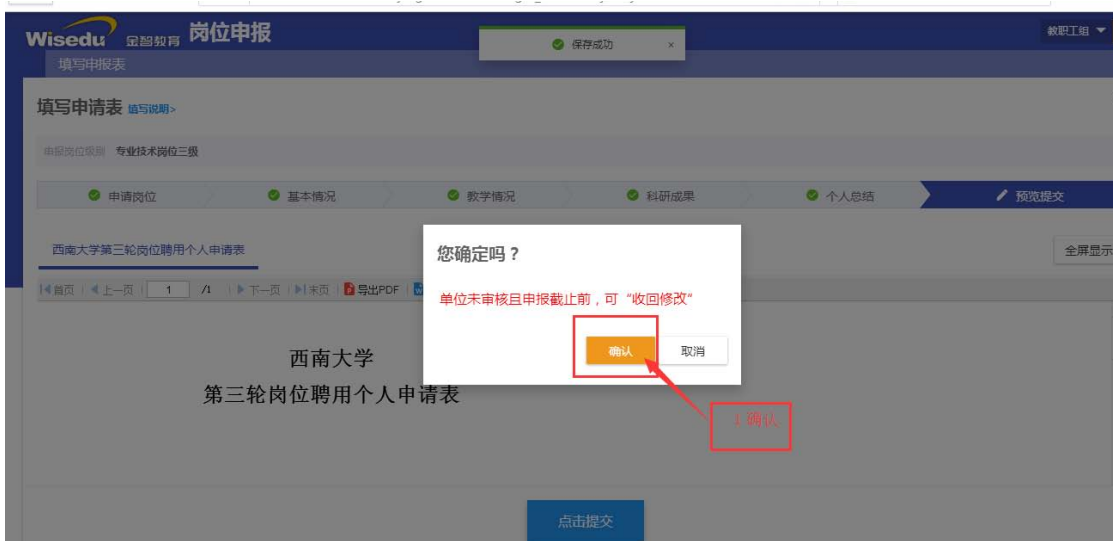 Wisedu 金智教育 岗位申报
保存成功 ×
教职工组
填写申报表
填写申请表 填写说明>
申报岗位级别 专业技术岗位三级
申请岗位 基本情况 教学情况 科研成果 个人总结 预览提交
西南大学第三轮岗位聘用个人申请表
全屏显示
您确定吗？
单位未审核且申报截止前，可“收回修改”
首页 上一页 1 /1 下一页 末页 导出PDF
确认 取消
西南大学
第三轮岗位聘用个人申请表
1 确认
点击提交